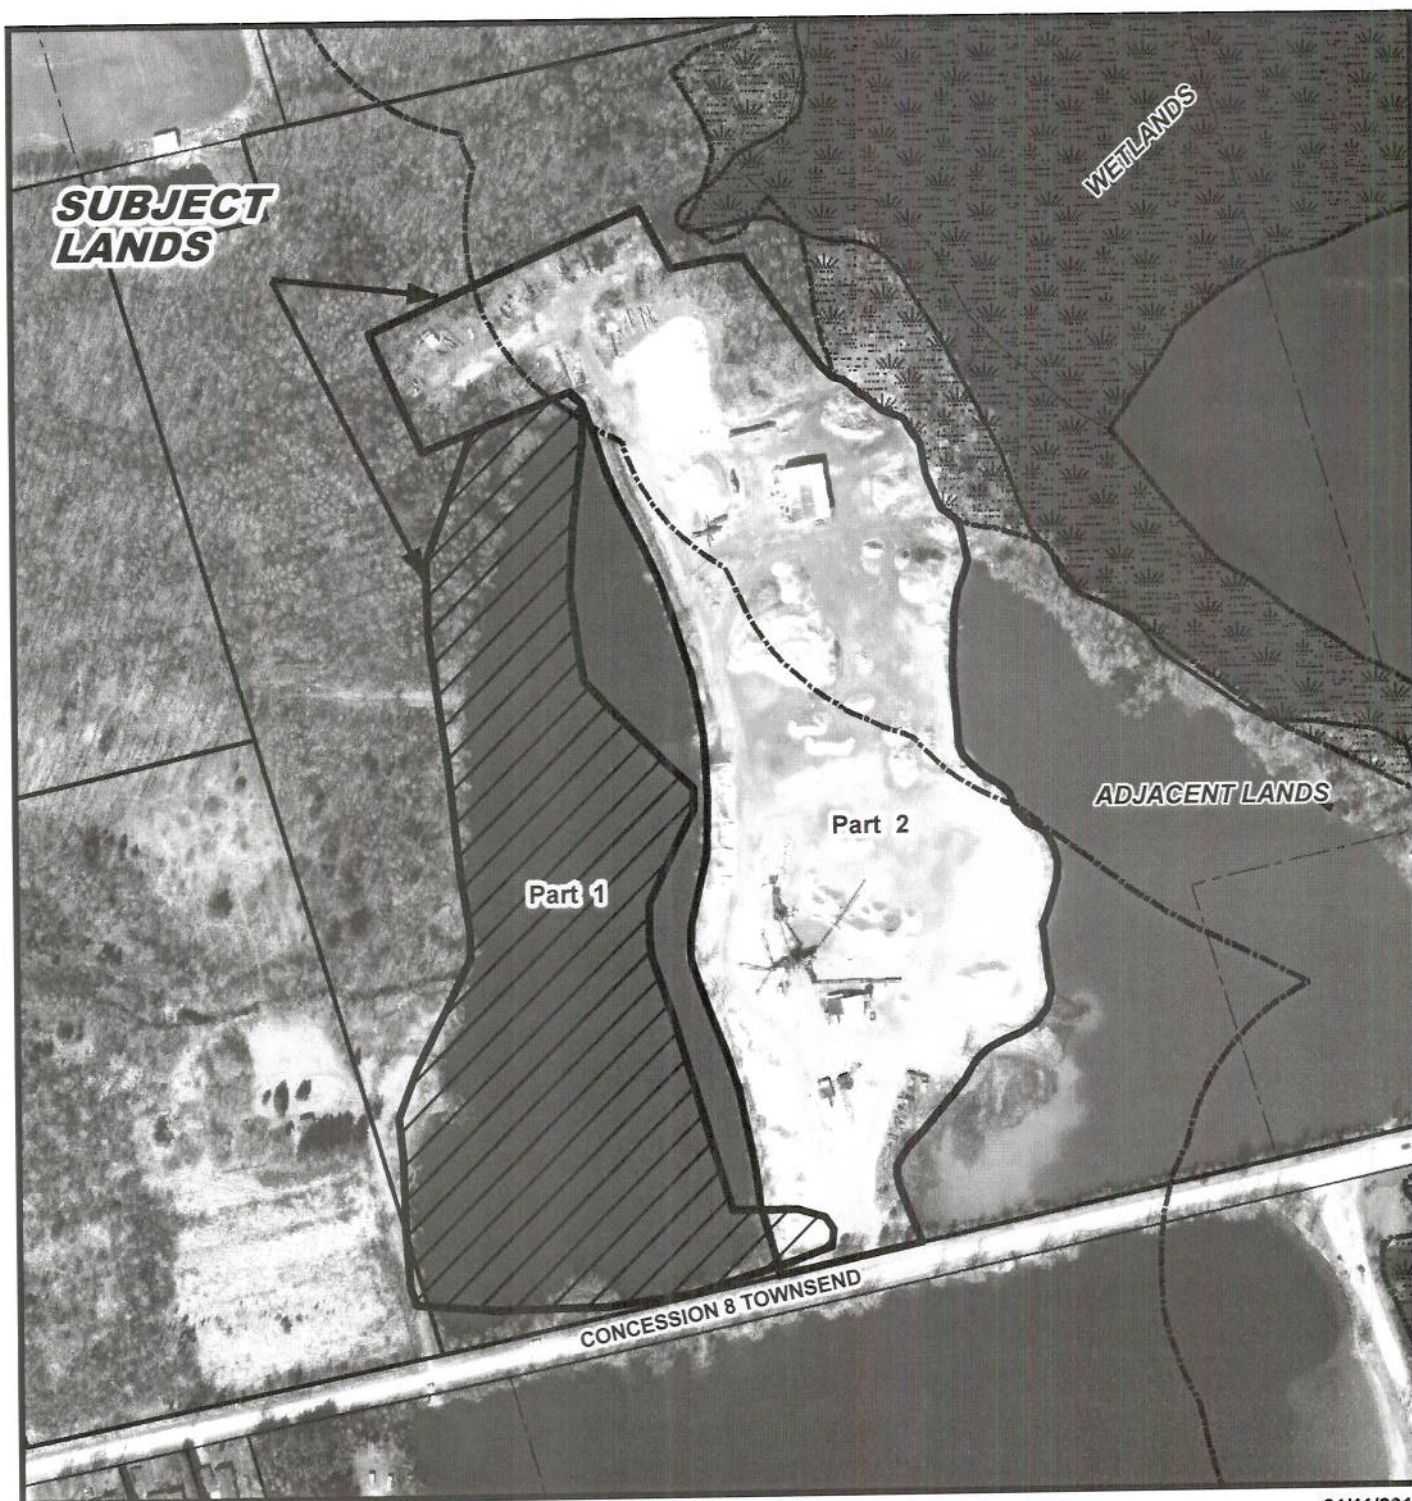 SUBJECT
LANDS
WETLANDS
ADJACENT LANDS
Part 2
Part 1
CONCESSION 8 TOWNSEND